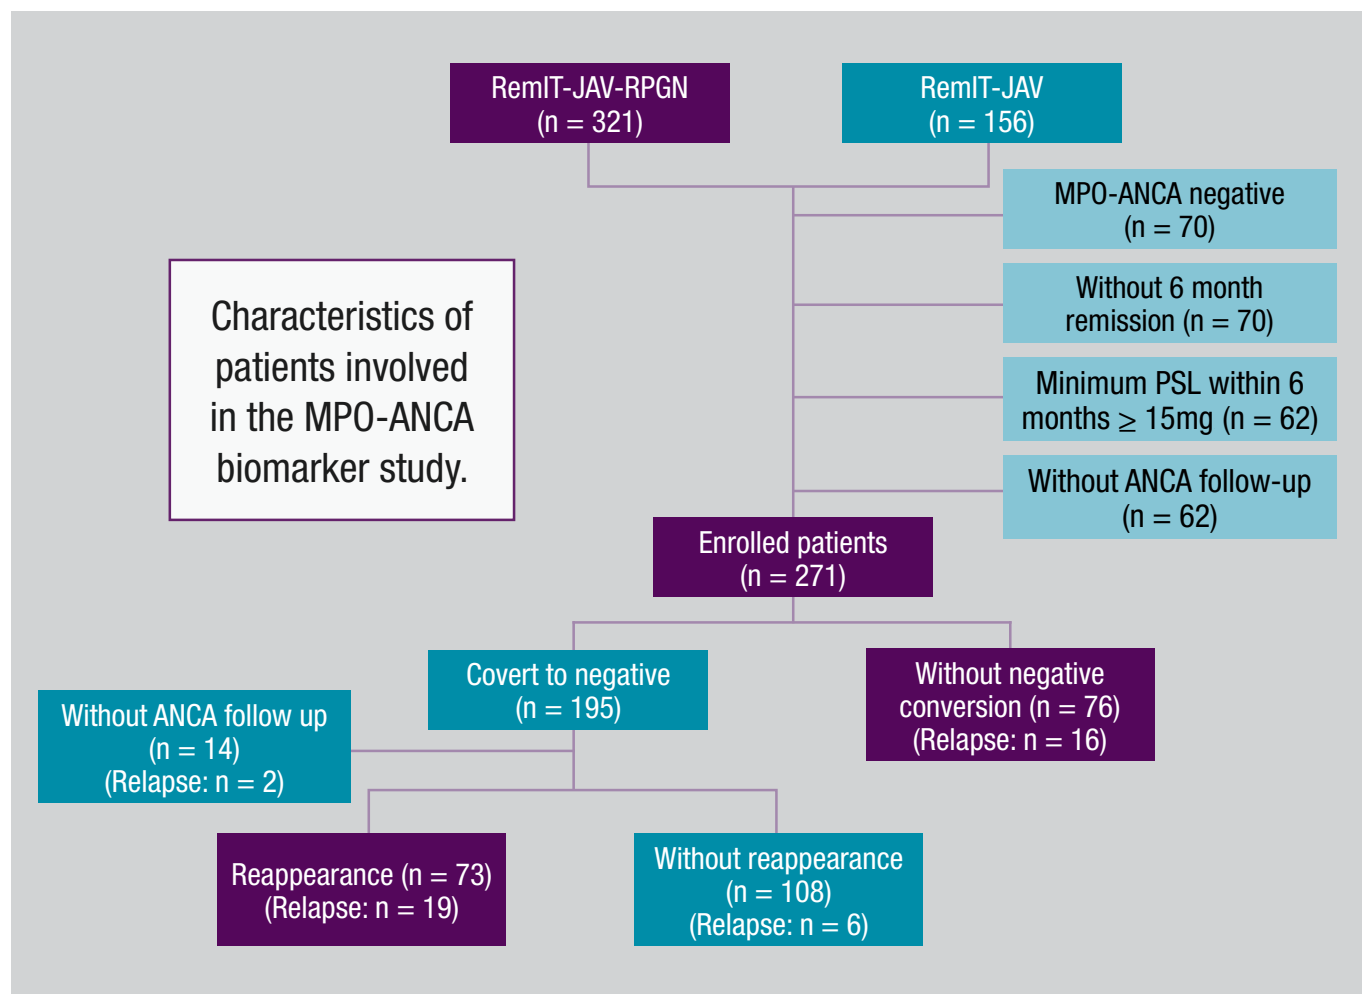 RemIT-JAV-RPGN
(n = 321)
RemIT-JAV
(n = 156)
MPO-ANCA negative
(n = 70)
Without 6 month
remission (n = 70)
Minimum PSL within 6
months ≥ 15mg (n = 62)
Without ANCA follow-up
(n = 62)
Characteristics of
patients involved
in the MPO-ANCA
biomarker study.
Enrolled patients
(n = 271)
Covert to negative
(n = 195)
Without negative
conversion (n = 76)
(Relapse: n = 16)
Without ANCA follow up
(n = 14)
(Relapse: n = 2)
Reappearance (n = 73)
(Relapse: n = 19)
Without reappearance
(n = 108)
(Relapse: n = 6)